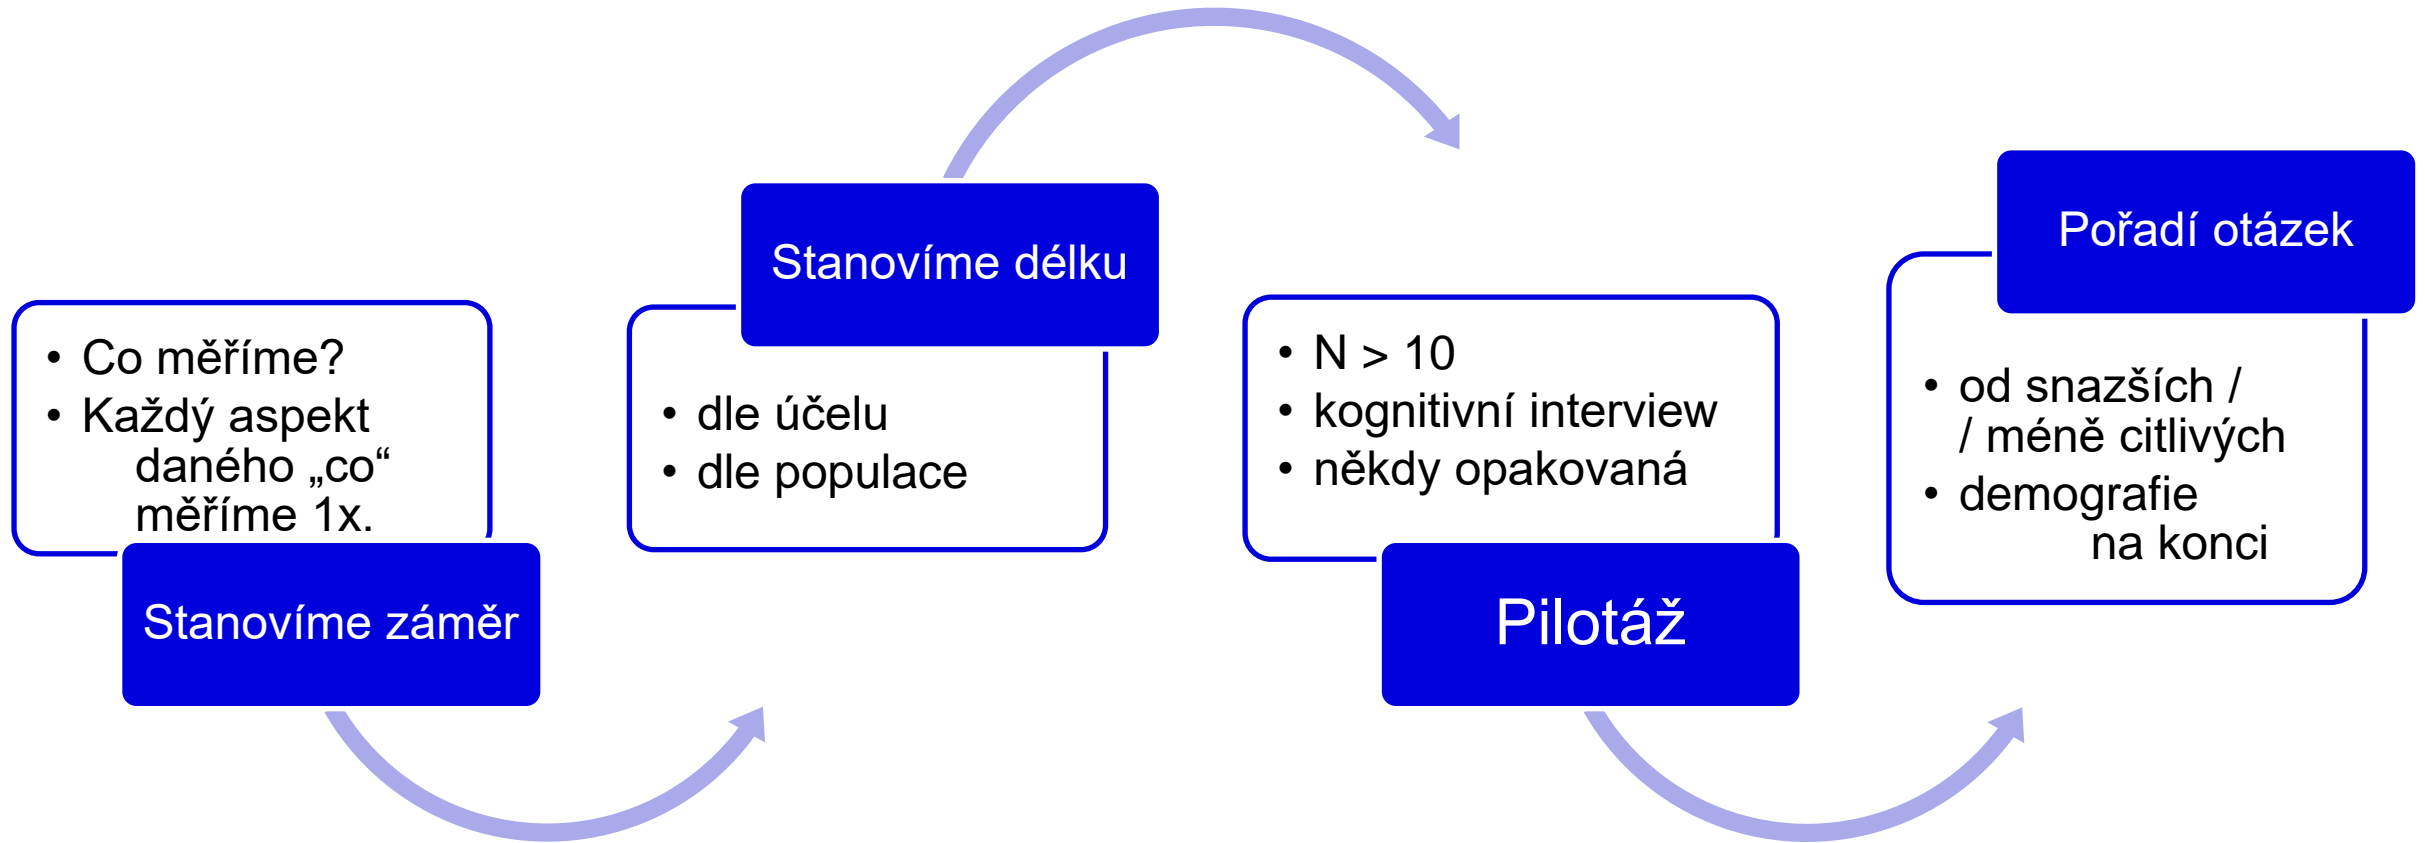 • Co měříme?
• Každý aspekt
daného „co“
měříme 1x.
Stanovíme záměr
Stanovíme délku
• dle účelu
• dle populace
• N > 10
• kognitivní interview
• někdy opakovaná
Pilotáž
Pořadí otázek
• od snazších /
/ méně citlivých
• demografie
na konci